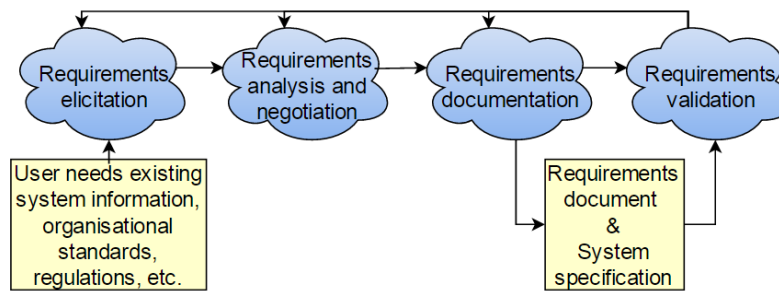 Requirements
elicitation
Requirements
analysis and
negotiation
Requirements
documentation
Requirements
validation
User needs existing
system information,
organisational
standards,
regulations, etc.
Requirements
document
&
System
specification